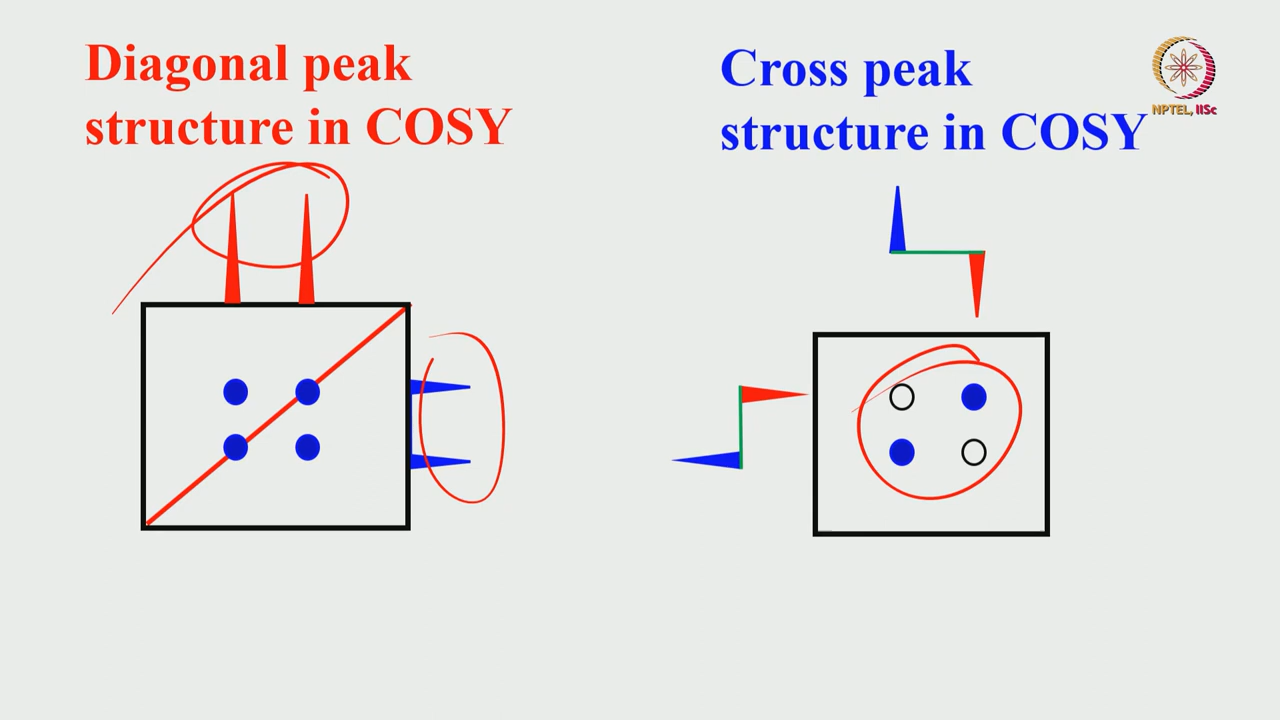 Diagonal peak
structure in COSY
Cross peak
structure in COSY
NPTEL, IISc